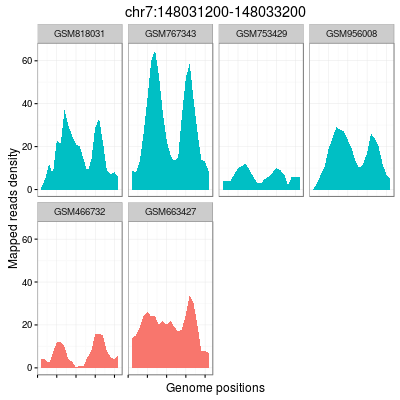 chr7:148031200-148033200
GSM818031 GSM767343 GSM753429 GSM956008
60
40
20
0
GSM466732 GSM663427
60
40
20
0
Mapped reads density
Genome positions